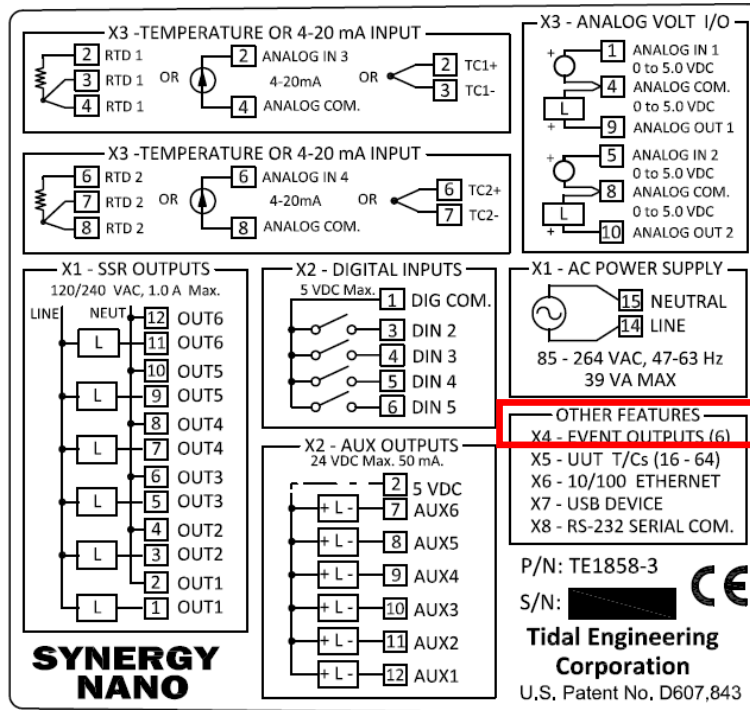 X3 -TEMPERATURE OR 4-20 mA INPUT
2 RTD 1
3 RTD 1
4 RTD 1
OR
2 ANALOG IN 3
4-20mA
4 ANALOG COM.
OR
2 TC1+
3 TC1-
X3 - ANALOG VOLT I/O
+ 1 ANALOG IN 1
0 to 5.0 VDC
4 ANALOG COM.
L 0 to 5.0 VDC
+ 9 ANALOG OUT 1
+ 5 ANALOG IN 2
0 to 5.0 VDC
8 ANALOG COM.
L 0 to 5.0 VDC
+ 10 ANALOG OUT 2
X3 -TEMPERATURE OR 4-20 mA INPUT
6 RTD 2
7 RTD 2
8 RTD 2
OR
6 ANALOG IN 4
4-20mA
8 ANALOG COM.
OR
6 TC2+
7 TC2-
X1 - SSR OUTPUTS
120/240 VAC, 1.0 A Max.
LINE NEUT 12 OUT6
L 11 OUT6
10 OUT5
L 9 OUT5
8 OUT4
L 7 OUT4
6 OUT3
L 5 OUT3
4 OUT2
L 3 OUT2
2 OUT1
L 1 OUT1
X2 - DIGITAL INPUTS
5 VDC Max.
1 DIG COM.
3 DIN 2
4 DIN 3
5 DIN 4
6 DIN 5
X2 - AUX OUTPUTS
24 VDC Max. 50 mA.
2 5 VDC
+ L - 7 AUX6
+ L - 8 AUX5
+ L - 9 AUX4
+ L - 10 AUX3
+ L - 11 AUX2
+ L - 12 AUX1
X1 - AC POWER SUPPLY
15 NEUTRAL
14 LINE
85 - 264 VAC, 47-63 Hz
39 VA MAX
OTHER FEATURES
X4 - EVENT OUTPUTS (6)
X5 - UUT T/Cs (16 - 64)
X6 - 10/100 ETHERNET
X7 - USB DEVICE
X8 - RS-232 SERIAL COM.
P/N: TE1858-3
S/N:
CE
Tidal Engineering
Corporation
U.S. Patent No. D607,843
SYNERGY
NANO